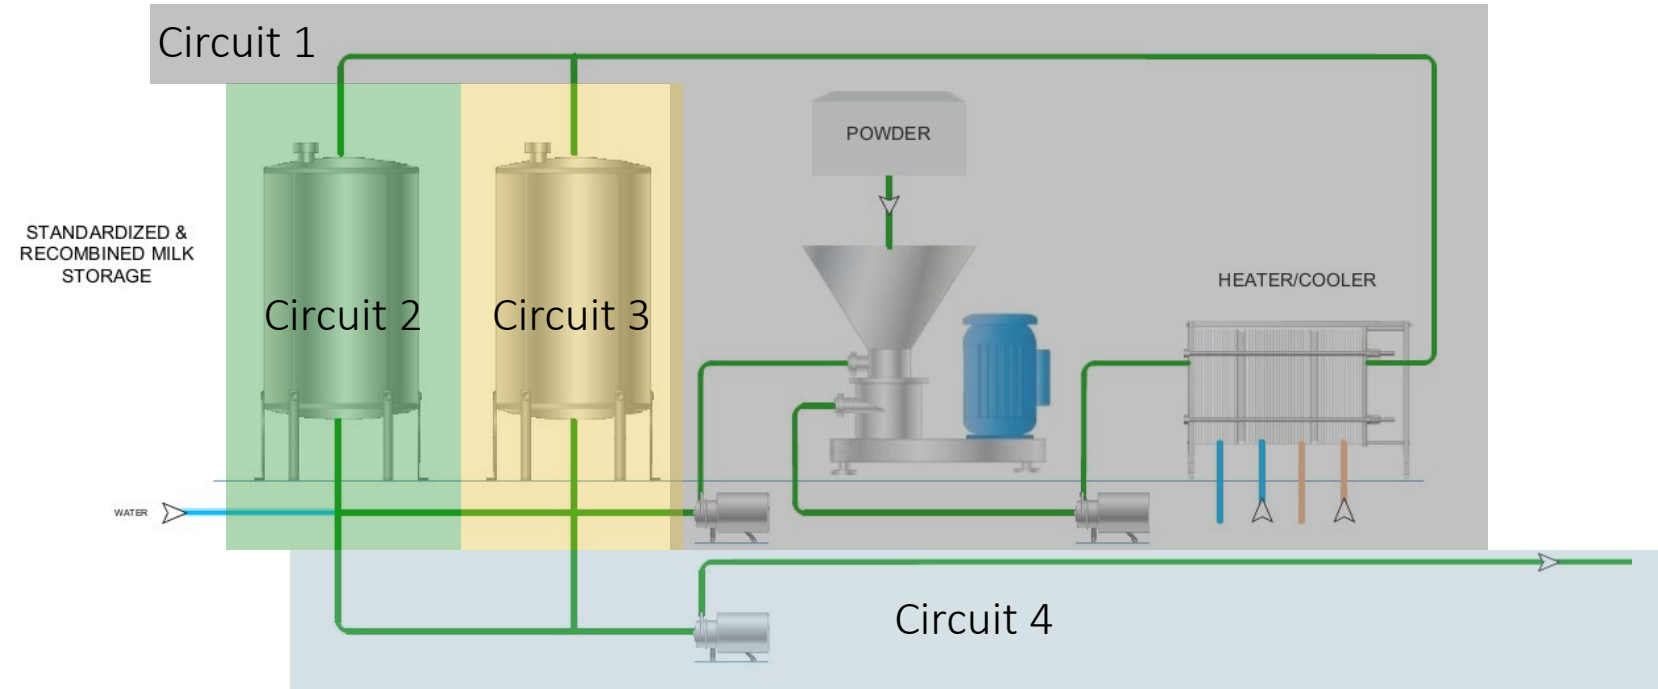 Circuit 1
POWDER
STANDARDIZED &
RECOMBINED MILK
STORAGE
HEATER/COOLER
Circuit 2
Circuit 3
WATER
Circuit 4